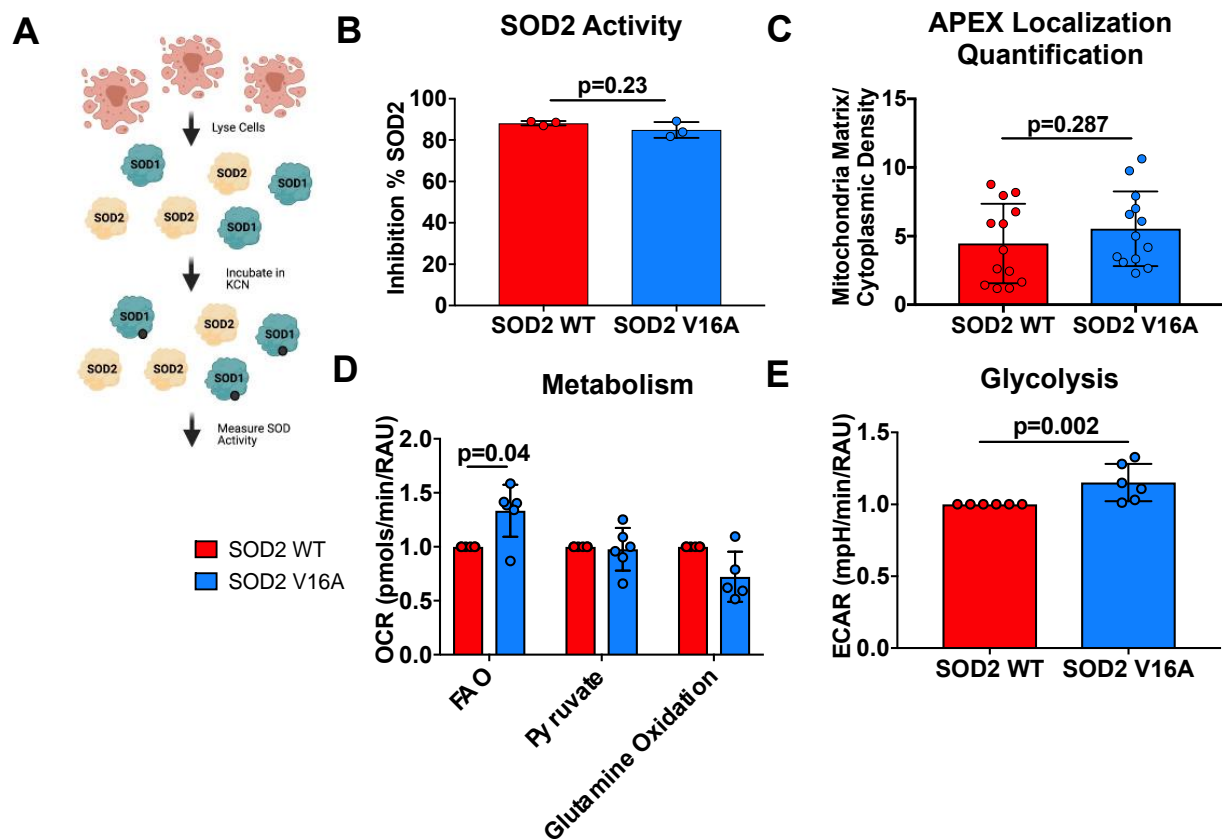 A
Lyse Cells
SOD1
SOD2
SOD1
SOD2
SOD2
SOD1
Incubate in
KCN
SOD1
SOD2
SOD1
SOD2
SOD2
SOD1
Measure SOD
Activity
SOD2 WT
SOD2 V16A
B
SOD2 Activity
p=0.23
Inhibition % SOD2
100
80
60
40
20
0
SOD2 WT
SOD2 V16A
C
APEX Localization
Quantification
p=0.287
Mitochondria Matrix/
Cytoplasmic Density
15
10
5
0
SOD2 WT
SOD2 V16A
D
Metabolism
p=0.04
OCR (pmols/min/RAU)
2.0
1.5
1.0
0.5
0.0
FAO
Py ruvate
Glutamine Oxidation
E
Glycolysis
p=0.002
ECAR (mpH/min/RAU)
1.5
1.0
0.5
0.0
SOD2 WT
SOD2 V16A